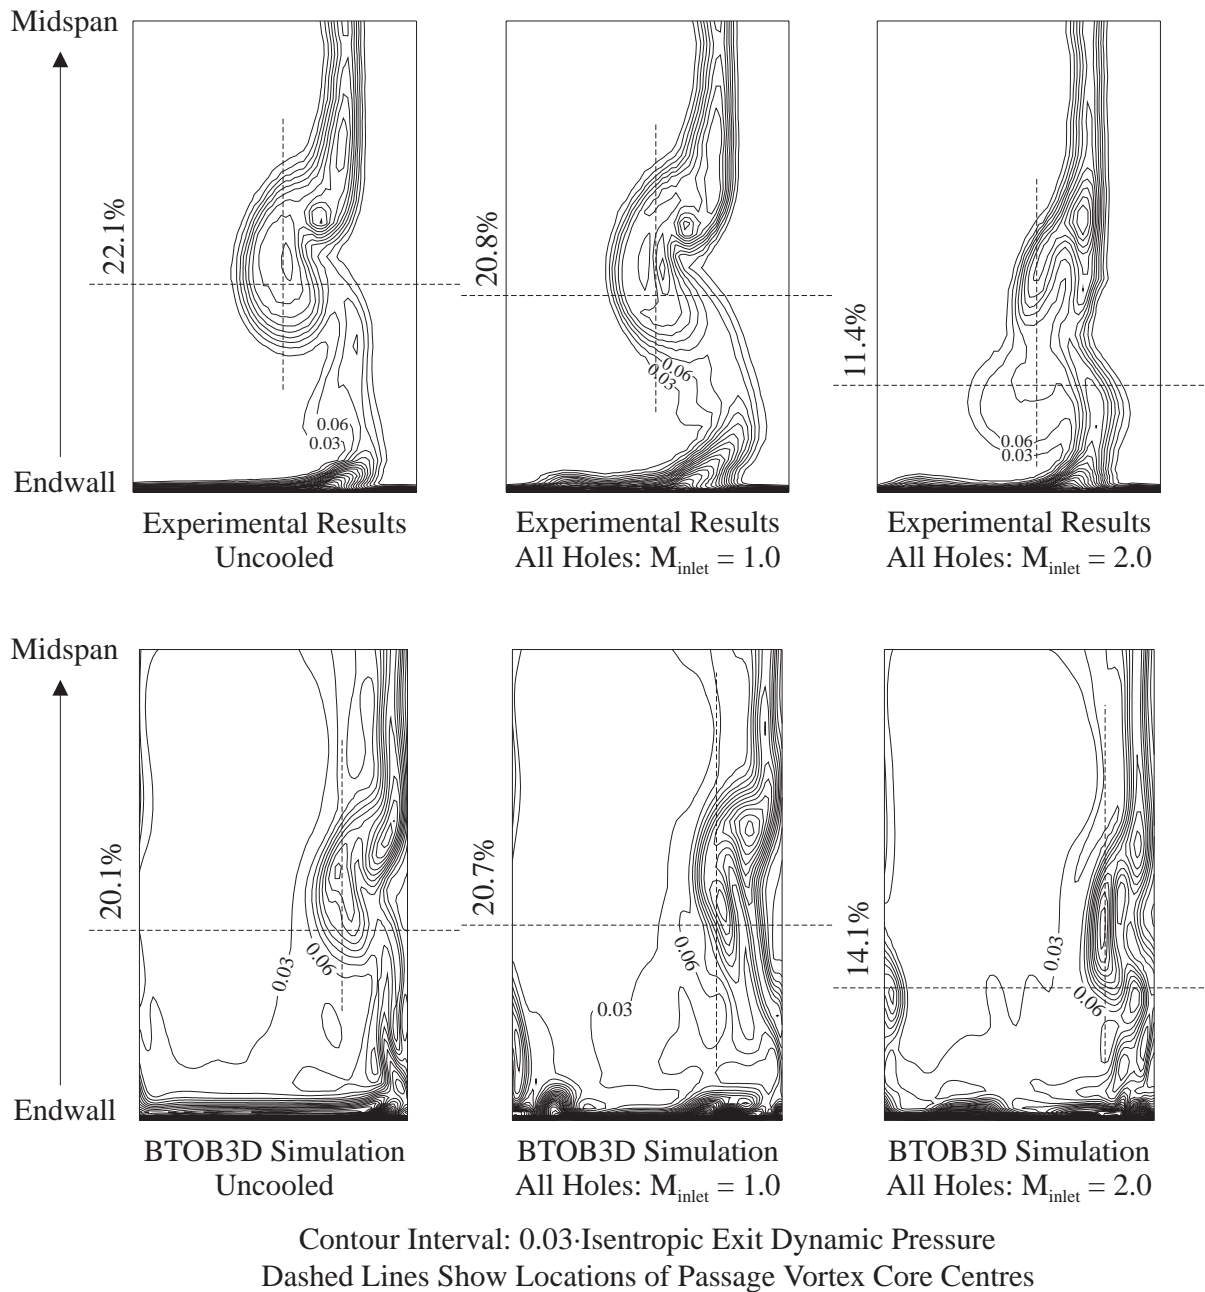 Midspan
22.1%
20.8%
11.4%
0.06
0.03
0.06
0.03
0.06
0.03
Endwall
Experimental Results
Uncooled
Experimental Results
All Holes: M_inlet = 1.0
Experimental Results
All Holes: M_inlet = 2.0
Midspan
20.1%
20.7%
14.1%
0.03
0.06
0.03
0.06
0.03
0.06
Endwall
BTOB3D Simulation
Uncooled
BTOB3D Simulation
All Holes: M_inlet = 1.0
BTOB3D Simulation
All Holes: M_inlet = 2.0
Contour Interval: 0.03·Isentropic Exit Dynamic Pressure
Dashed Lines Show Locations of Passage Vortex Core Centres